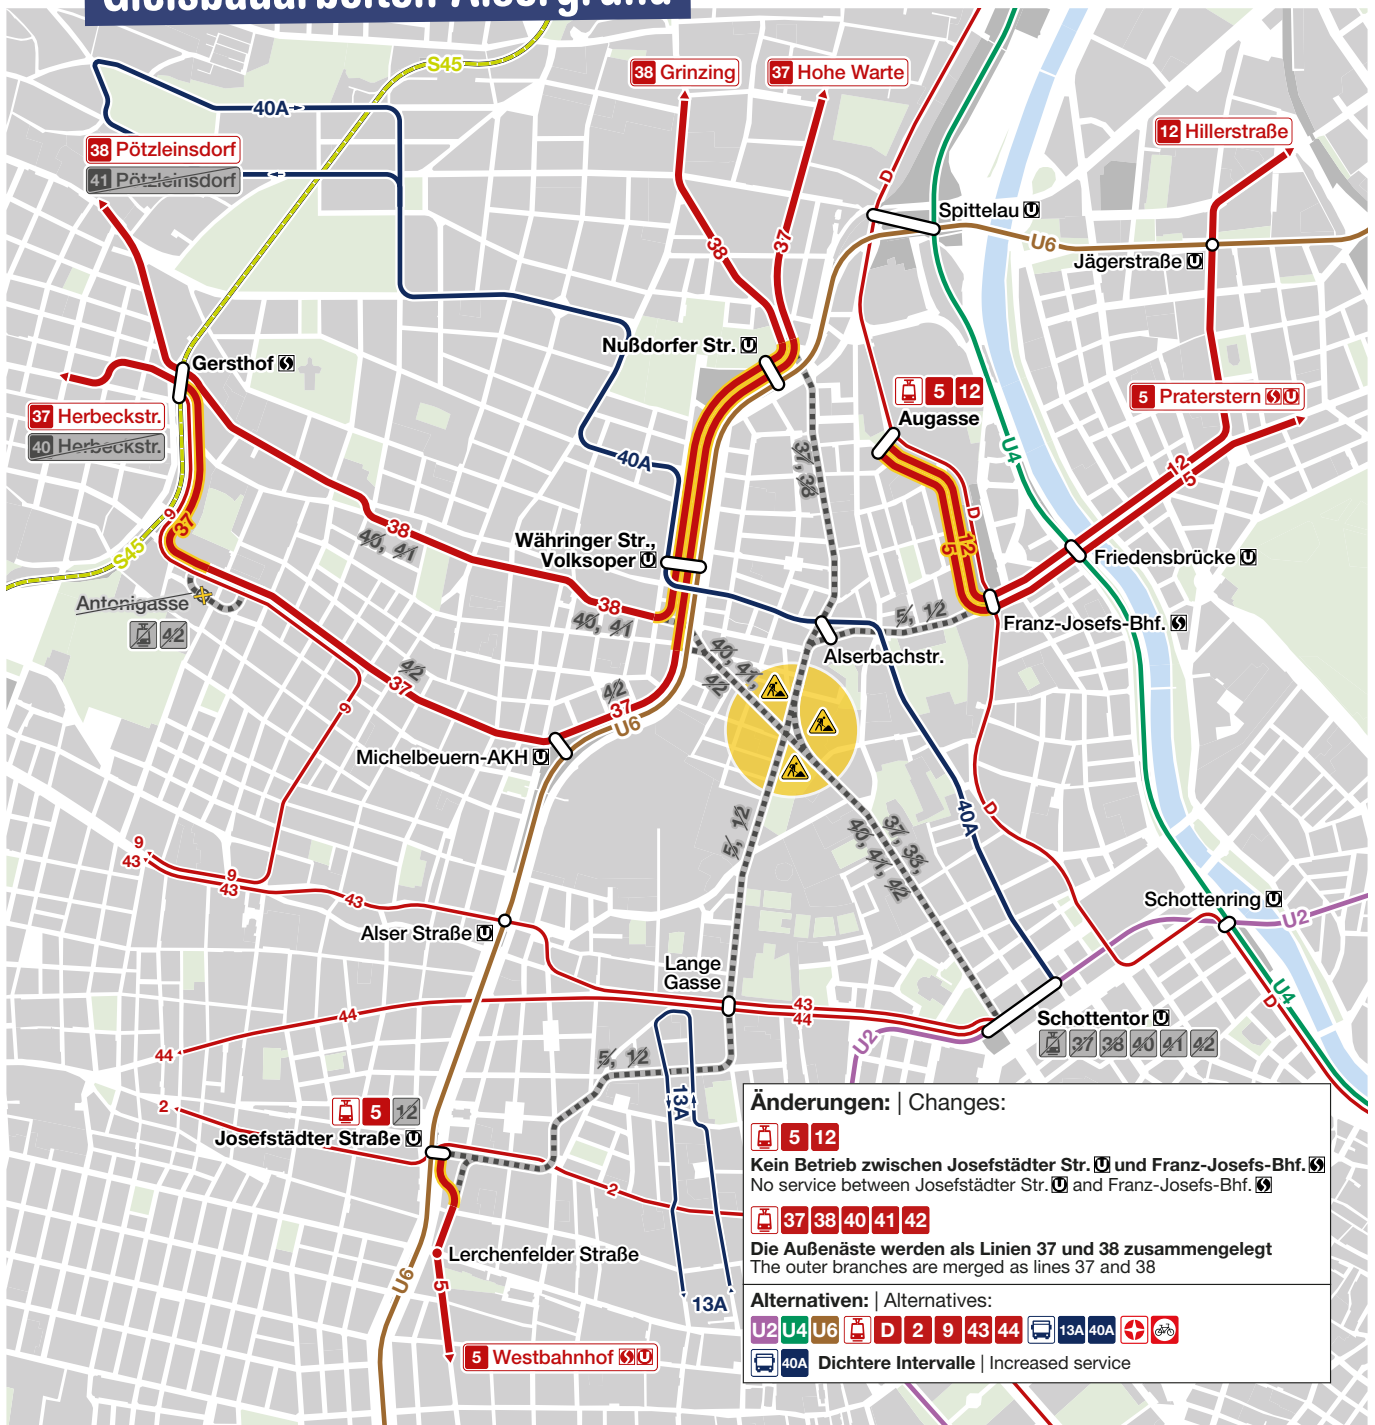 Gleisbauarbeiten Alsergrund
S45
38 Grinzing
37 Hohe Warte
40A
12 Hillerstraße
38 Pötzleinsdorf
41 Pötzleinsdorf
D
Spittelau U
U6
Jägerstraße U
38
37
Nußdorfer Str. U
Gersthof S
5 12
Augasse
5 Praterstern S U
37 Herbeckstr.
40 Herbeckstr.
U4
40A
37, 38
12
5
9
37
38
40, 41
D
S45
Währinger Str.,
Volksoper U
12
5
Friedensbrücke U
Antonigasse
42
38
40, 41
5, 12
Franz-Josefs-Bhf. S
Alserbachstr.
40, 41,
42
42
37
42
37
U6
9
Michelbeuern-AKH U
D
40A
5, 12
37, 38,
40, 41, 42
9
43
9
43
43
Schottenring U
U2
Alser Straße U
Lange
Gasse
U4
D
43
44
44
Schottentor U
37 38 40 41 42
U2
44
5, 12
13A
2
5 12
Josefstädter Straße U
2
Lerchenfelder Straße
U6
5
13A
5 Westbahnhof S U
Änderungen: | Changes:
5 12
Kein Betrieb zwischen Josefstädter Str. U und Franz-Josefs-Bhf. S
No service between Josefstädter Str. U and Franz-Josefs-Bhf. S
37 38 40 41 42
Die Außenäste werden als Linien 37 und 38 zusammengelegt
The outer branches are merged as lines 37 and 38
Alternativen: | Alternatives:
U2 U4 U6 D 2 9 43 44 13A 40A
40A Dichtere Intervalle | Increased service